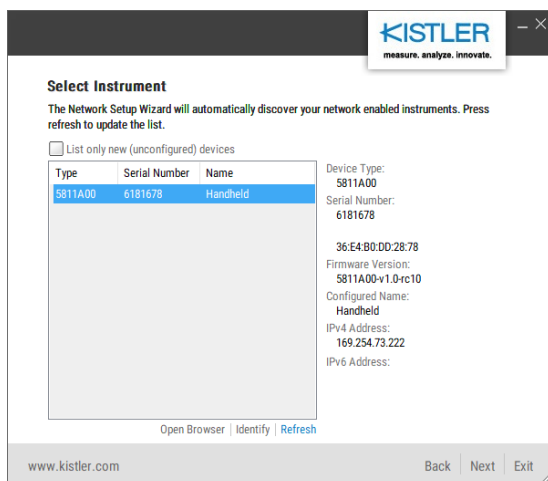 KISTLER
measure. analyze. innovate.
Select Instrument
The Network Setup Wizard will automatically discover your network enabled instruments. Press
refresh to update the list.
List only new (unconfigured) devices
Type Serial Number Name
5811A00 6181678 Handheld
Device Type:
5811A00
Serial Number:
6181678
36:E4:B0:DD:28:78
Firmware Version:
5811A00-v1.0-rc10
Configured Name:
Handheld
IPv4 Address:
169.254.73.222
IPv6 Address:
Open Browser | Identify | Refresh
www.kistler.com Back | Next | Exit